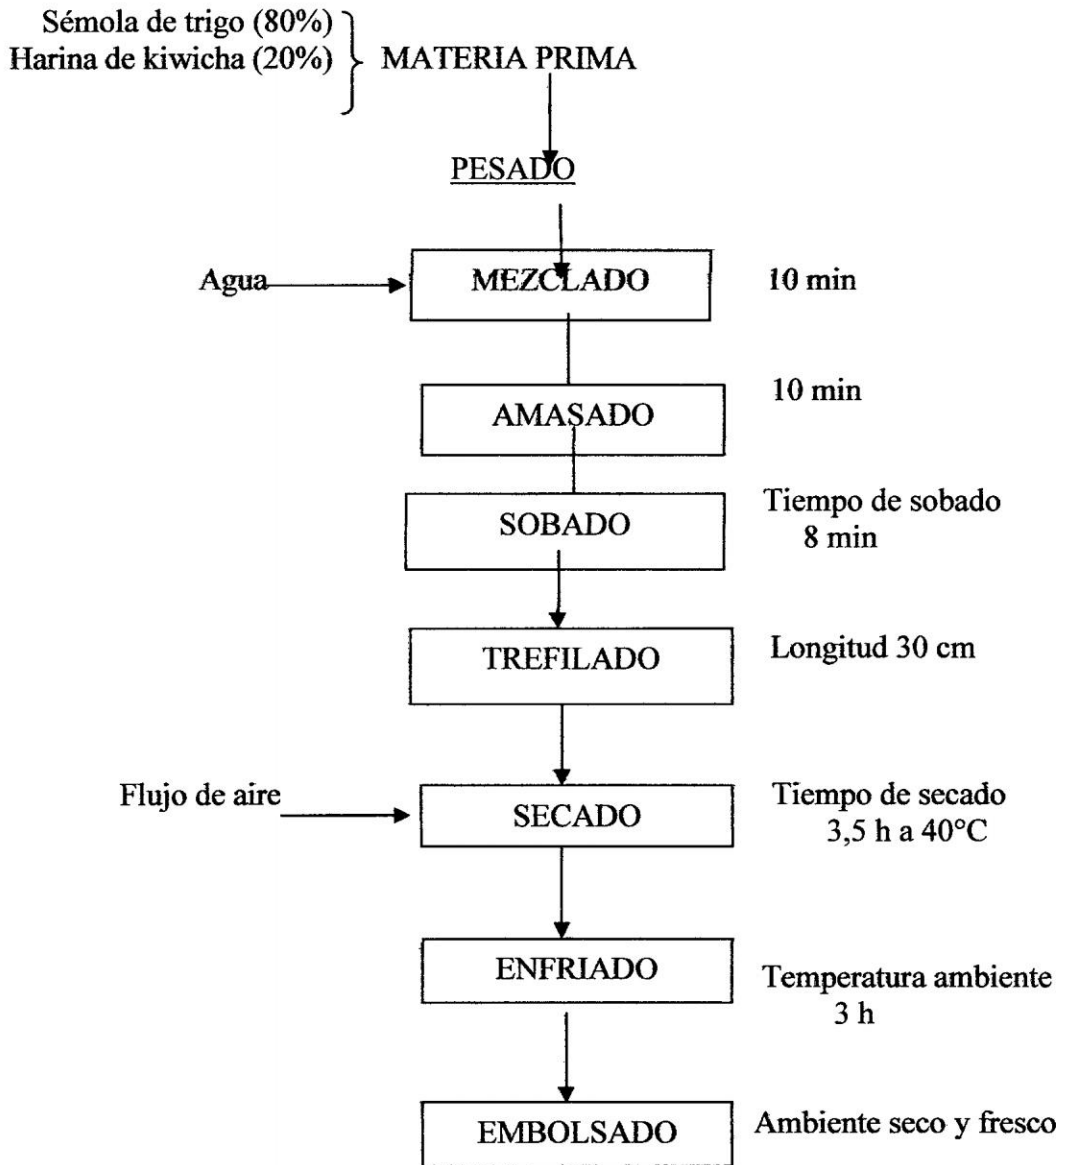 Sémola de trigo (80%)
Harina de kiwicha (20%)
MATERIA PRIMA
PESADO
Agua
MEZCLADO
10 min
AMASADO
10 min
SOBADO
Tiempo de sobado
8 min
TREFILADO
Longitud 30 cm
Flujo de aire
SECADO
Tiempo de secado
3,5 h a 40°C
ENFRIADO
Temperatura ambiente
3 h
EMBOLSADO
Ambiente seco y fresco